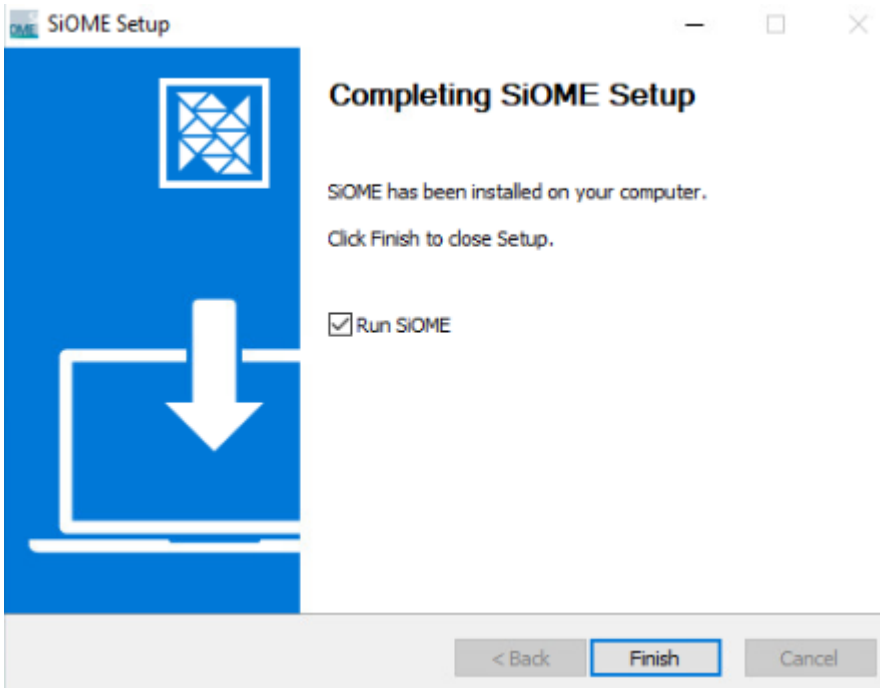 SiOME Setup
Completing SiOME Setup
SiOME has been installed on your computer.
Click Finish to close Setup.
Run SiOME
< Back
Finish
Cancel